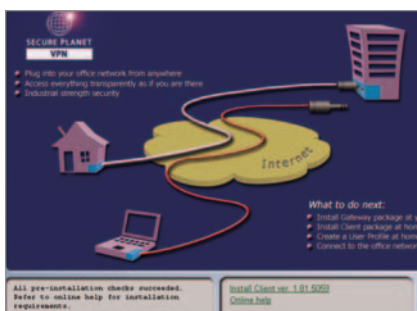 SECURE PLANET
VPN
Plug into your office network from anywhere
Access everything transparently as if you are there
Industrial strength security
Internet
What to do next:
Install Gateway package at
Install Client package at hom
Create a User Profile at home
Connect to the office networ
All pre-installation checks succeeded.
Refer to online help for installation
requirements.
Install Client ver. 1.81.5059
Online help